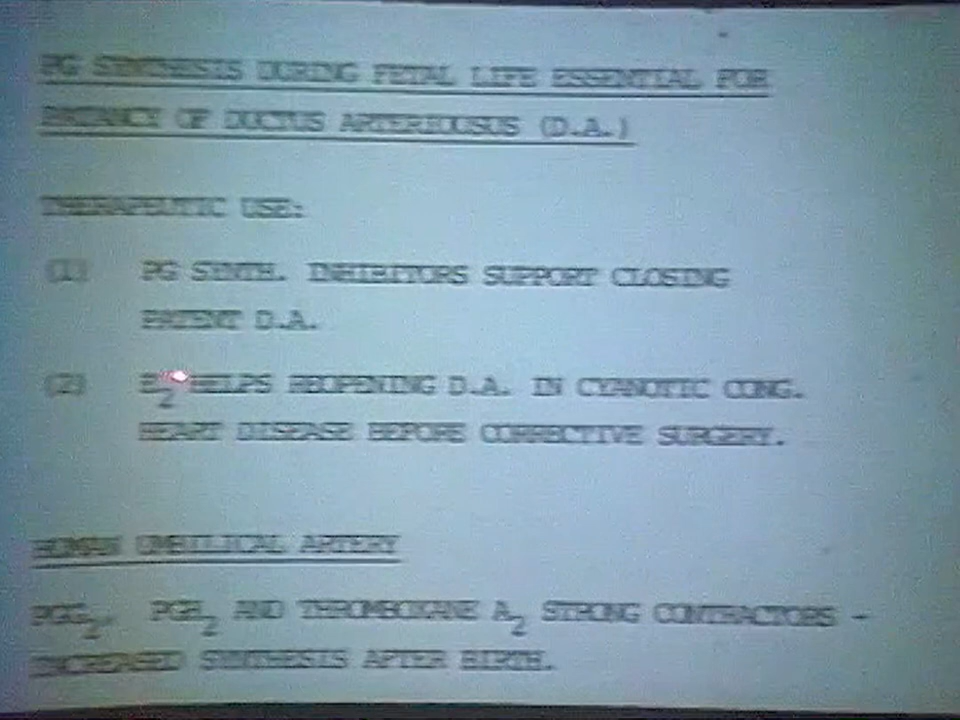 PG SYNTHESIS DURING FETAL LIFE ESSENTIAL FOR
PATANCY OF DUCTUS ARTERIOUSUS (D.A.)
THERAPEUTIC USE:
(1) PG SYNTH. INHIBITORS SUPPORT CLOSING
PATENT D.A.
(2) E₂ HELPS REOPENING D.A. IN CYANOTIC CONG.
HEART DISEASE BEFORE CORRECTIVE SURGERY.
HUMAN UMBILICAL ARTERY
PGG₂, PGH₂ AND THROMBOXANE A₂ STRONG CONTRACTORS -
INCREASED SYNTHESIS AFTER BIRTH.